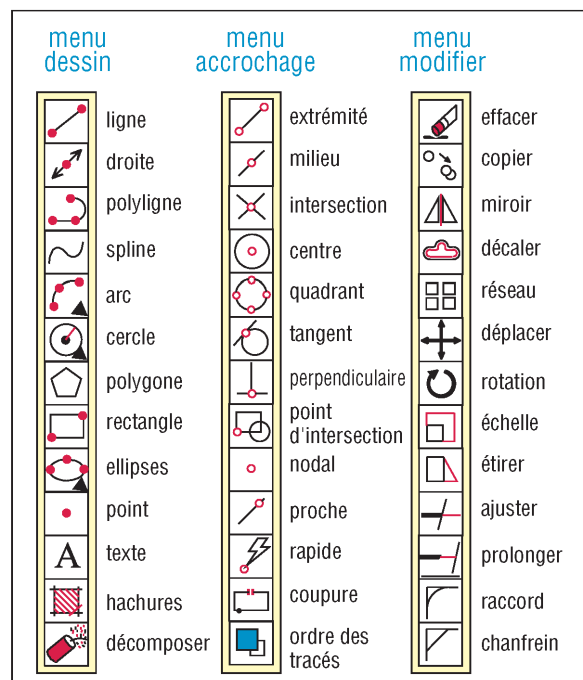 menu
dessin
ligne
droite
polyligne
spline
arc
cercle
polygone
rectangle
ellipses
point
A
texte
hachures
décomposer
menu
accrochage
extrémité
milieu
intersection
centre
quadrant
tangent
perpendiculaire
point
d'intersection
nodal
proche
rapide
coupure
ordre des
tracés
menu
modifier
effacer
copier
miroir
décaler
réseau
déplacer
rotation
échelle
étirer
ajuster
prolonger
raccord
chanfrein